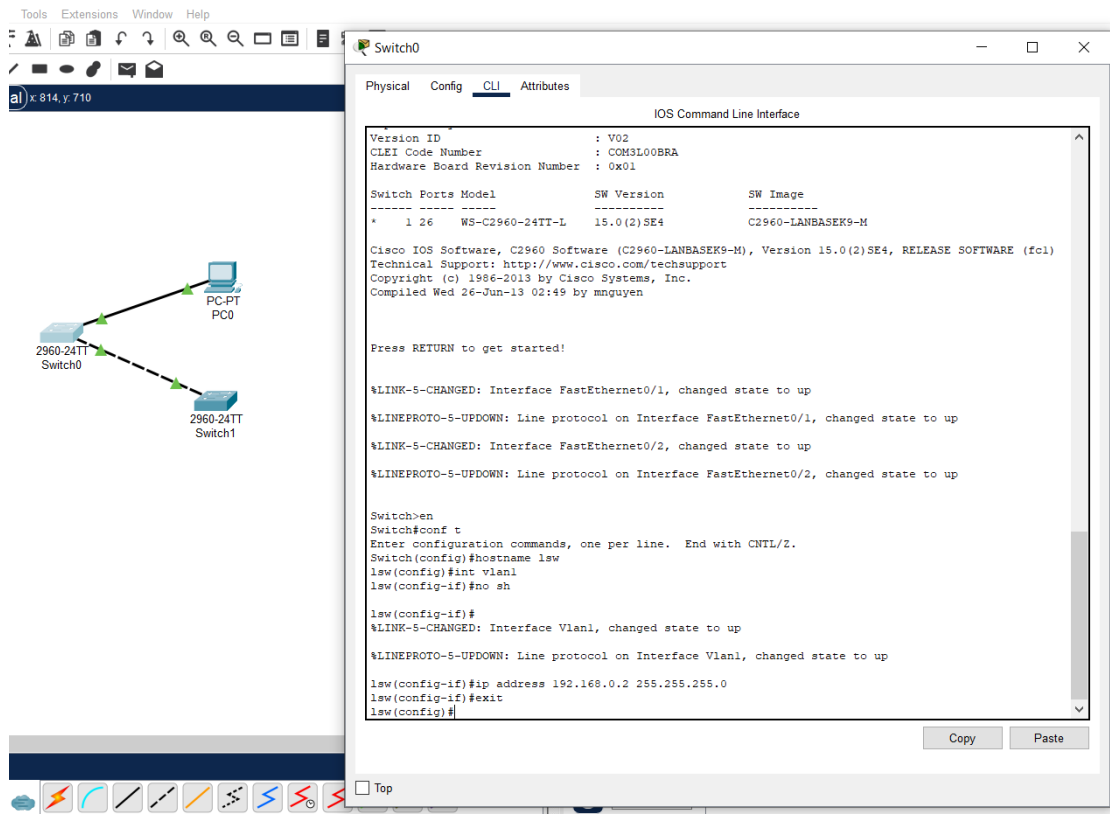 Tools Extensions Window Help
x: 814, y: 710
PC-PT
PC0
2960-24TT
Switch0
2960-24TT
Switch1
Switch0
Physical Config CLI Attributes
IOS Command Line Interface
Version ID : V02
CLEI Code Number : COM3L00BRA
Hardware Board Revision Number : 0x01
Switch Ports Model SW Version SW Image
------ ----- ----- ---------- ----------
* 1 26 WS-C2960-24TT-L 15.0(2)SE4 C2960-LANBASEK9-M
Cisco IOS Software, C2960 Software (C2960-LANBASEK9-M), Version 15.0(2)SE4, RELEASE SOFTWARE (fc1)
Technical Support: http://www.cisco.com/techsupport
Copyright (c) 1986-2013 by Cisco Systems, Inc.
Compiled Wed 26-Jun-13 02:49 by mnguyen
Press RETURN to get started!
%LINK-5-CHANGED: Interface FastEthernet0/1, changed state to up
%LINEPROTO-5-UPDOWN: Line protocol on Interface FastEthernet0/1, changed state to up
%LINK-5-CHANGED: Interface FastEthernet0/2, changed state to up
%LINEPROTO-5-UPDOWN: Line protocol on Interface FastEthernet0/2, changed state to up
Switch>en
Switch#conf t
Enter configuration commands, one per line. End with CNTL/Z.
Switch(config)#hostname lsw
lsw(config)#int vlan1
lsw(config-if)#no sh
lsw(config-if)#
%LINK-5-CHANGED: Interface Vlan1, changed state to up
%LINEPROTO-5-UPDOWN: Line protocol on Interface Vlan1, changed state to up
lsw(config-if)#ip address 192.168.0.2 255.255.255.0
lsw(config-if)#exit
lsw(config)#
Copy Paste
Top